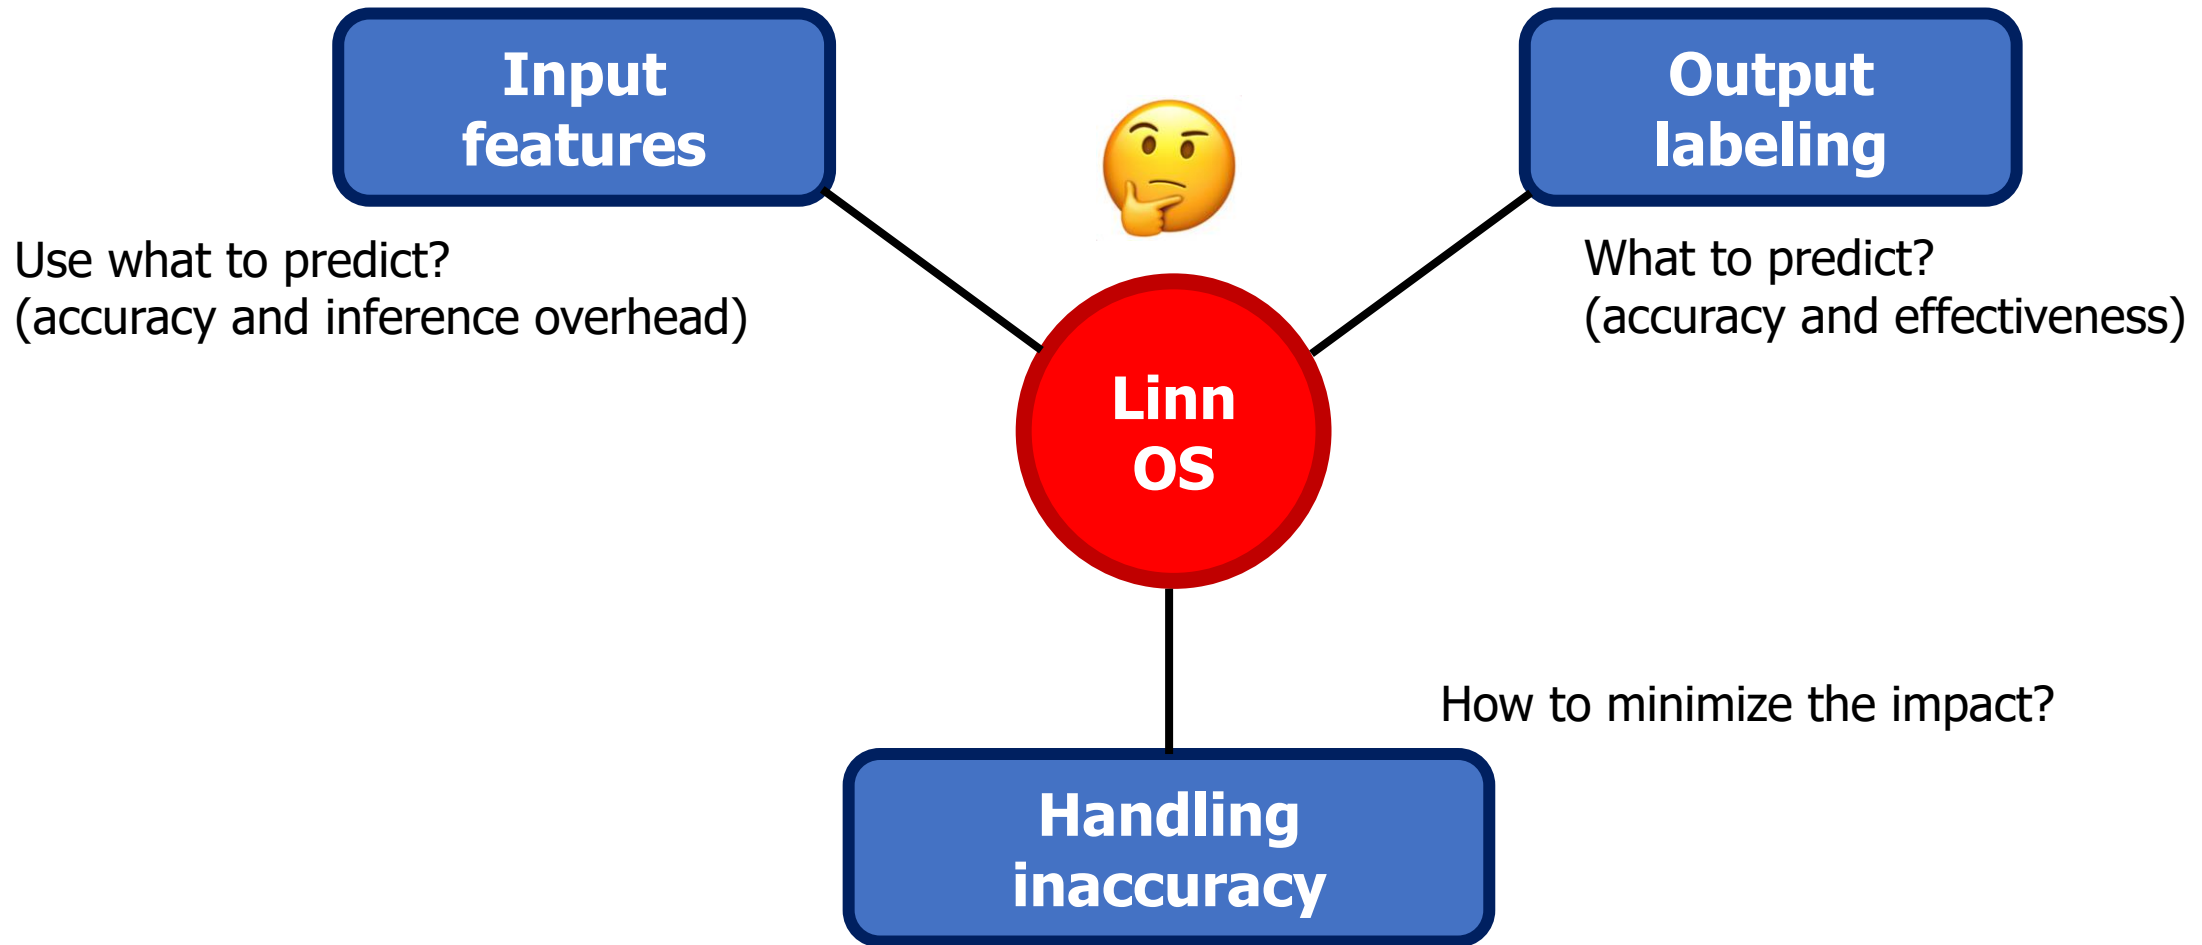 Input
features
Output
labeling
Use what to predict?
(accuracy and inference overhead)
What to predict?
(accuracy and effectiveness)
Linn
OS
How to minimize the impact?
Handling
inaccuracy